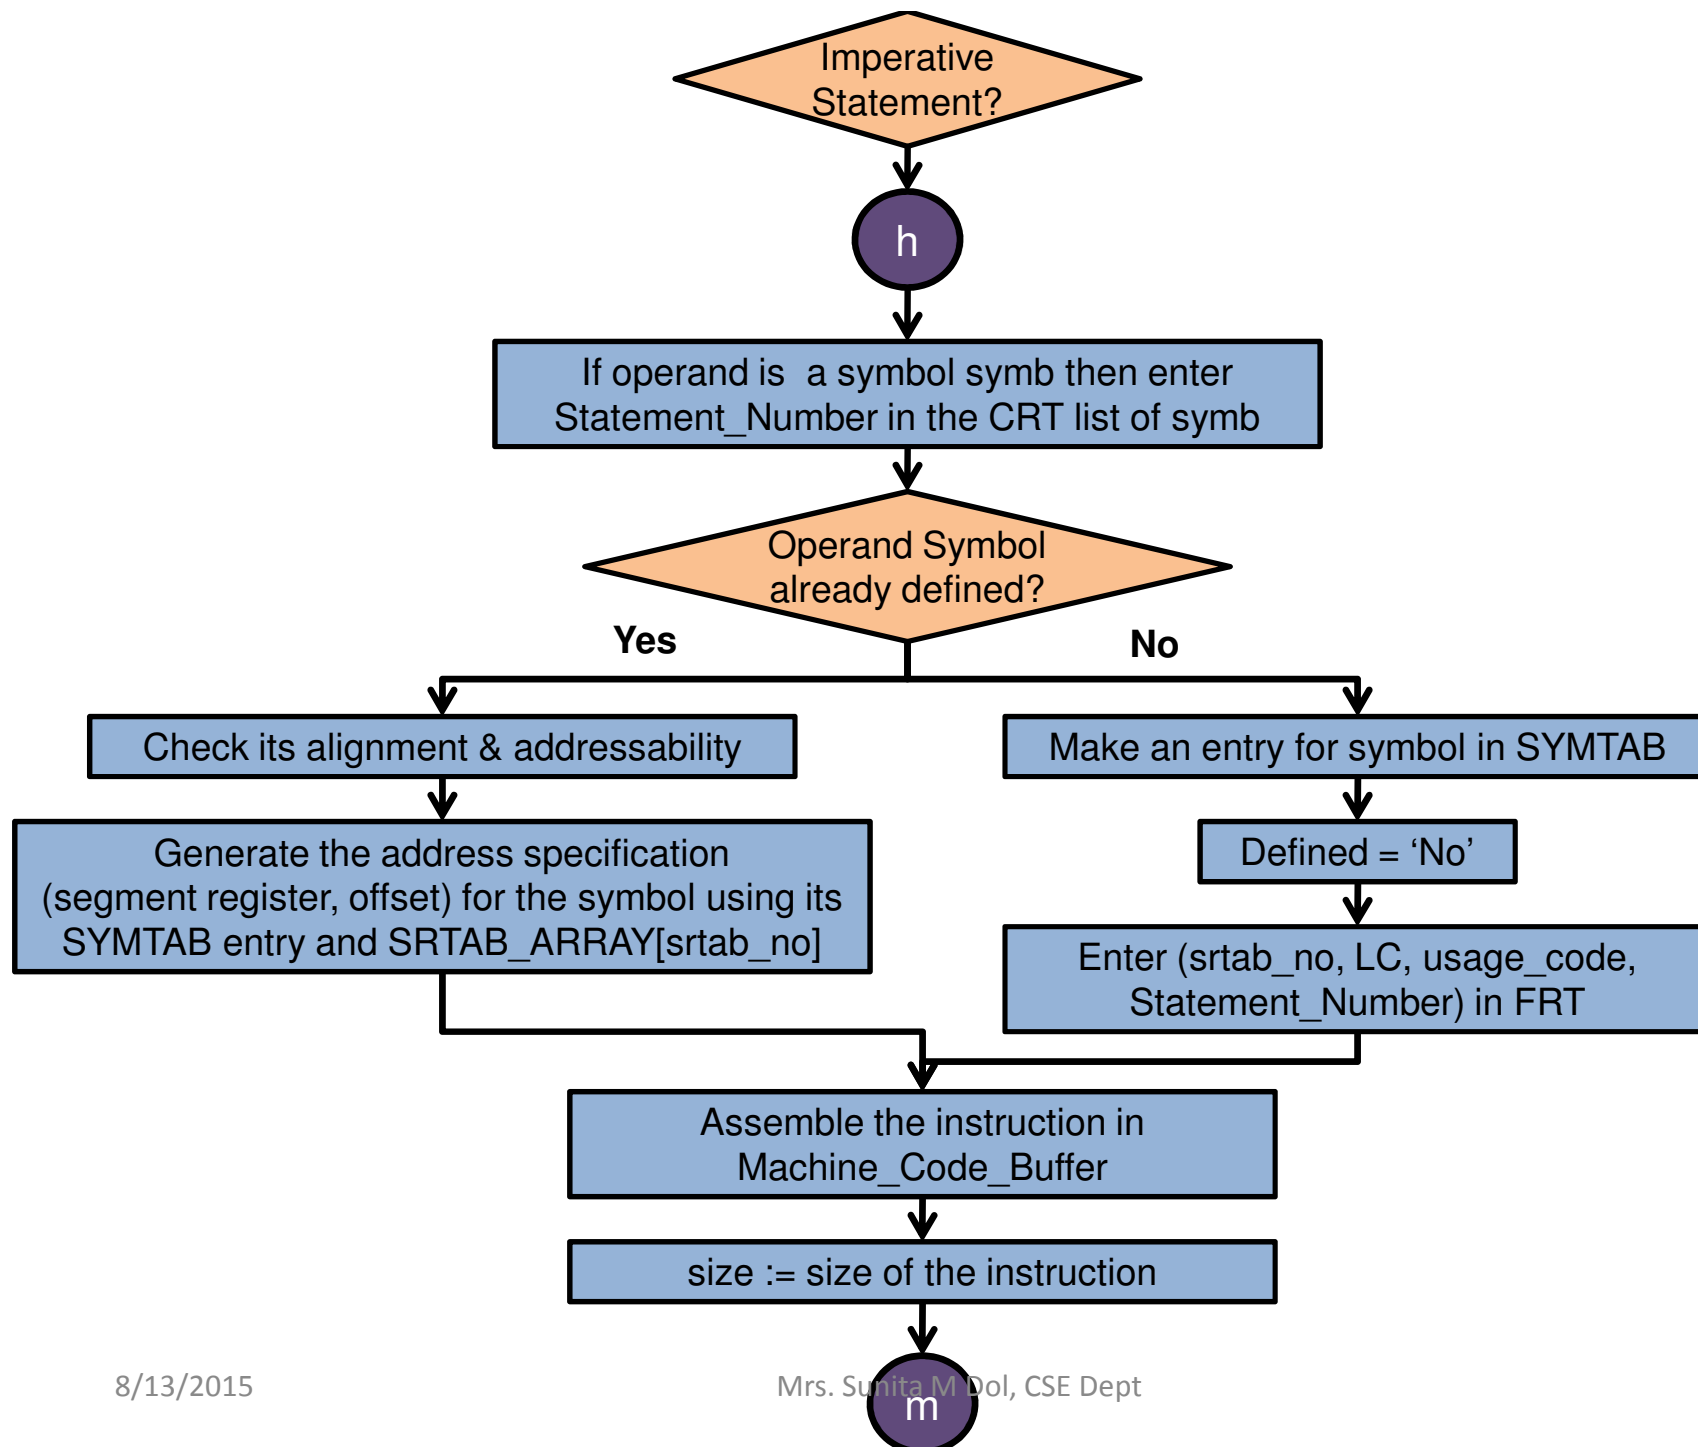 Imperative
Statement?
h
If operand is a symbol symb then enter
Statement_Number in the CRT list of symb
Operand Symbol
already defined?
Yes
No
Check its alignment & addressability
Make an entry for symbol in SYMTAB
Generate the address specification
(segment register, offset) for the symbol using its
SYMTAB entry and SRTAB_ARRAY[srtab_no]
Defined = ‘No’
Enter (srtab_no, LC, usage_code,
Statement_Number) in FRT
Assemble the instruction in
Machine_Code_Buffer
size := size of the instruction
8/13/2015
Mrs. Sunita M Dol, CSE Dept
m